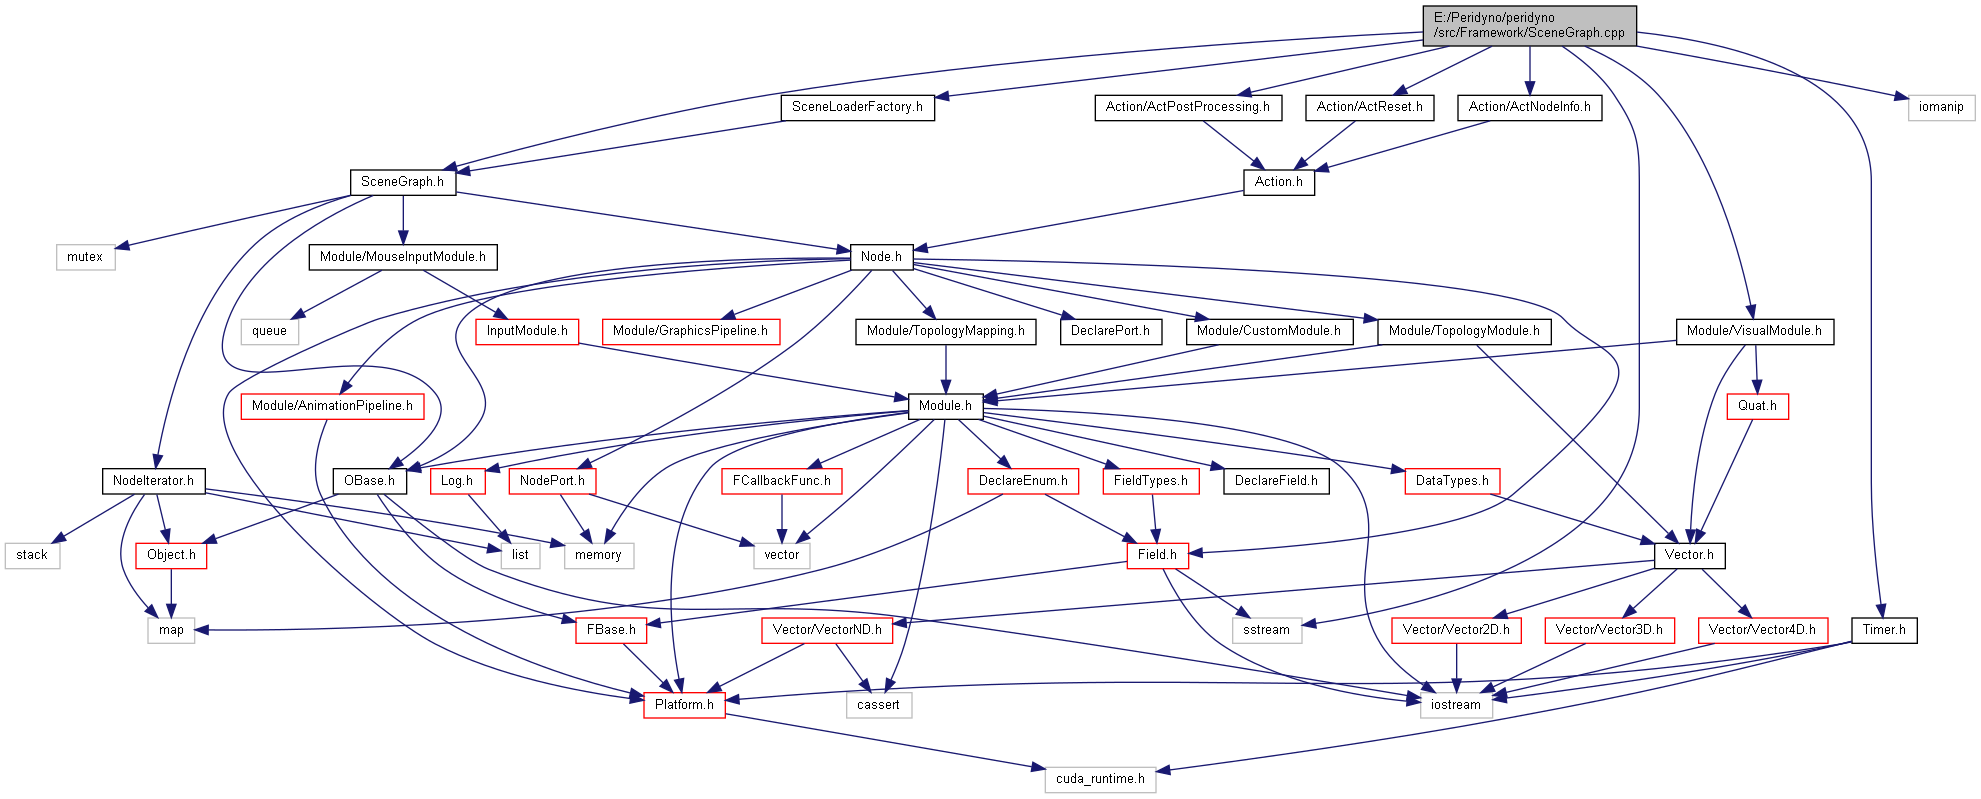 E:/Peridyno/peridyno
/src/Framework/SceneGraph.cpp
SceneLoaderFactory.h
Action/ActPostProcessing.h
Action/ActReset.h
Action/ActNodeInfo.h
iomanip
SceneGraph.h
Action.h
mutex
Module/MouseInputModule.h
Node.h
queue
InputModule.h
Module/GraphicsPipeline.h
Module/TopologyMapping.h
DeclarePort.h
Module/CustomModule.h
Module/TopologyModule.h
Module/VisualModule.h
Module/AnimationPipeline.h
Module.h
Quat.h
NodeIterator.h
OBase.h
Log.h
NodePort.h
FCallbackFunc.h
DeclareEnum.h
FieldTypes.h
DeclareField.h
DataTypes.h
stack
Object.h
list
memory
vector
Field.h
Vector.h
map
FBase.h
Vector/VectorND.h
sstream
Vector/Vector2D.h
Vector/Vector3D.h
Vector/Vector4D.h
Timer.h
Platform.h
cassert
iostream
cuda_runtime.h